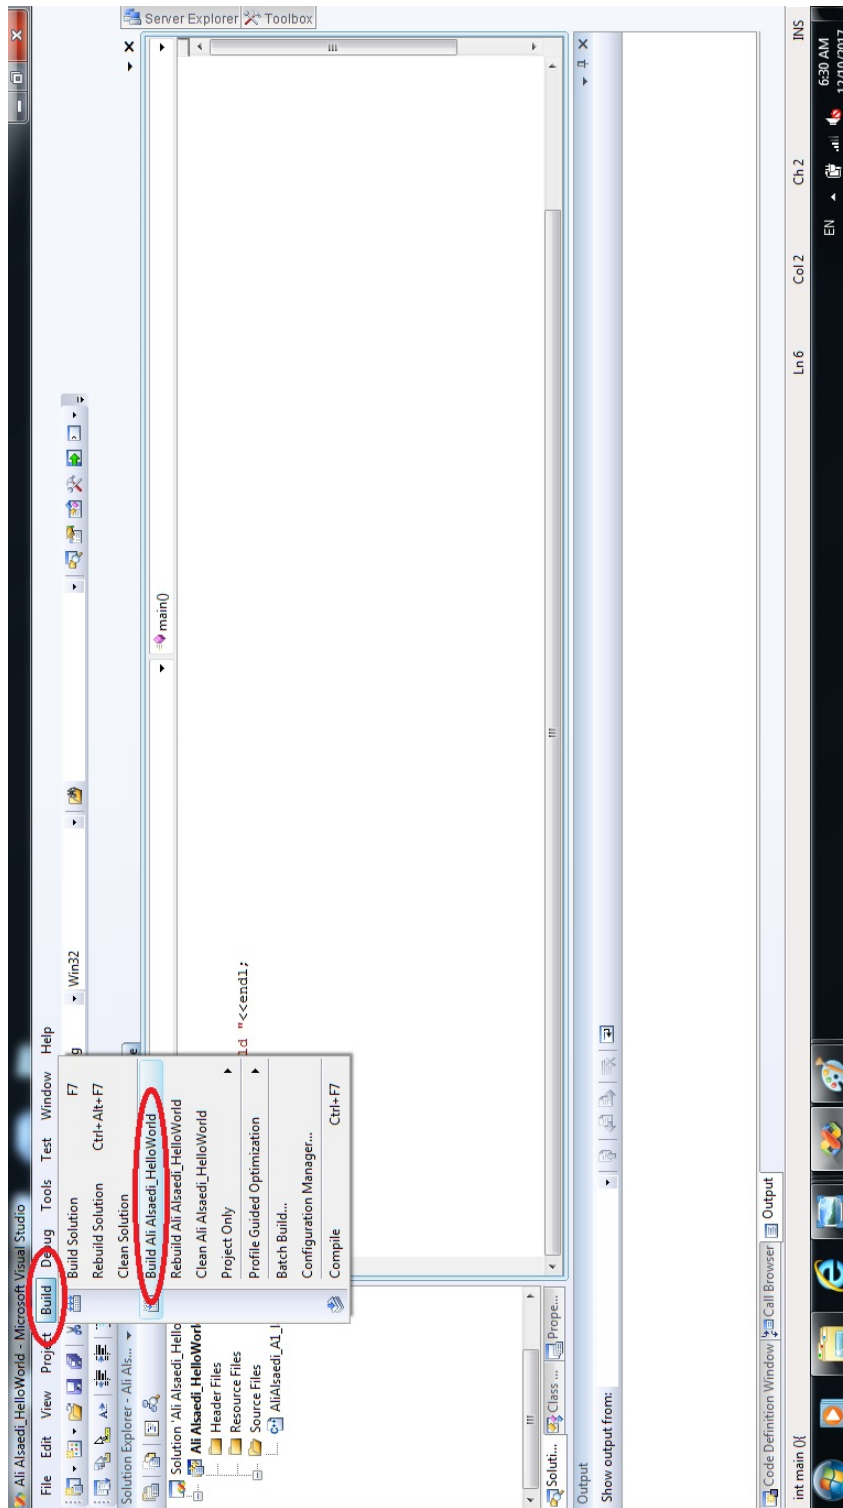 Ali Alsaedi_HelloWorld - Microsoft Visual Studio
File Edit View Project Build Debug Tools Test Window Help
Win32
Build Solution F7
Rebuild Solution Ctrl+Alt+F7
Clean Solution
Build Ali Alsaedi_HelloWorld
Rebuild Ali Alsaedi_HelloWorld
Clean Ali Alsaedi_HelloWorld
Project Only
Profile Guided Optimization
Batch Build...
Configuration Manager...
Compile Ctrl+F7
Solution Explorer - Ali Als...
Solution 'Ali Alsaedi_Hello
Ali Alsaedi_HelloWorl
Header Files
Resource Files
Source Files
AliAlsaedi_A1_
main()
"<<endl;
Server Explorer
Toolbox
Soluti... Class ... Prope...
Output
Show output from:
Code Definition Window Call Browser Output
int main (){ Ln 6 Col 2 Ch 2 INS
EN 6:30 AM
12/10/2017